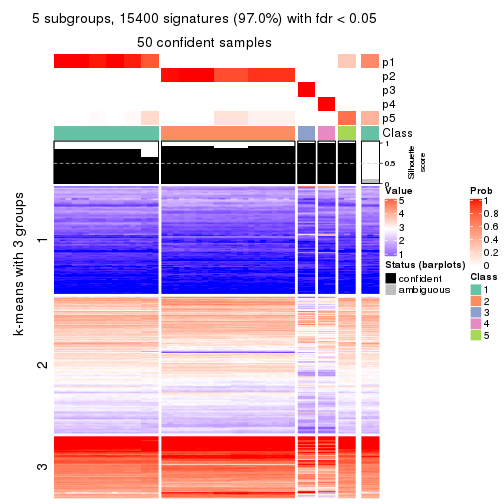 5 subgroups, 15400 signatures (97.0%) with fdr < 0.05
50 confident samples
p1
p2
p3
p4
p5
Class
1
0.5
0
Silhouette
score
k-means with 3 groups
1
2
3
Value
5
4
3
2
1
Status (barplots)
confident
ambiguous
Prob
1
0.8
0.6
0.4
0.2
0
Class
1
2
3
4
5